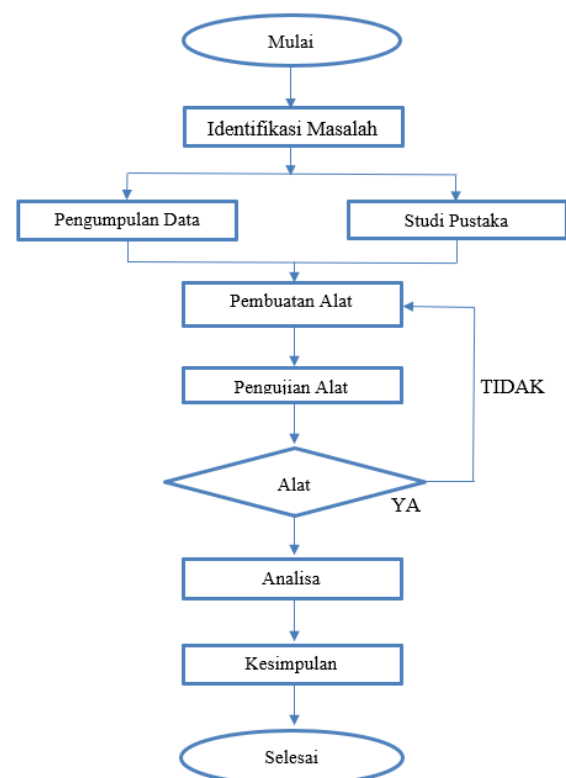 Mulai
Identifikasi Masalah
Pengumpulan Data
Studi Pustaka
Pembuatan Alat
Pengujian Alat
TIDAK
Alat
YA
Analisa
Kesimpulan
Selesai